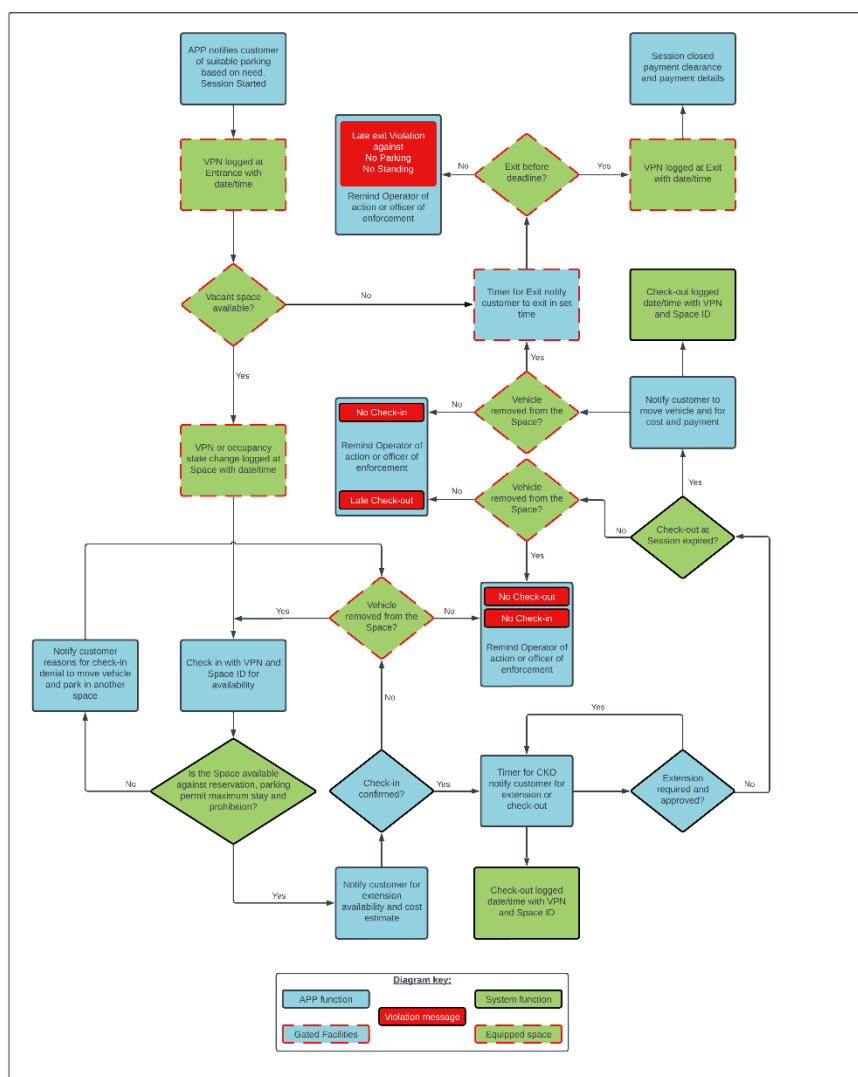 APP notifies customer
of suitable parking
based on need.
Session Started
Session closed
payment clearance
and payment details
Late exit Violation
against
No Parking
No Standing
Remind Operator of
action or officer of
enforcement
No
Exit before
deadline?
Yes
VPN logged at Exit
with date/time
VPN logged at
Entrance with
date/time
Vacant space
available?
No
Timer for Exit notify
customer to exit in set
time
Check-out logged
date/time with VPN
and Space ID
Yes
Yes
No Check-in
Remind Operator of
action or officer of
enforcement
Late Check-out
No
Vehicle
removed from the
Space?
Notify customer to
move vehicle and for
cost and payment
VPN or occupancy
state change logged at
Space with date/time
No
Vehicle
removed from the
Space?
Yes
No
Check-out at
Session expired?
Yes
Yes
Vehicle
removed from the
Space?
No
No Check-out
No Check-in
Remind Operator of
action or officer of
enforcement
Notify customer
reasons for check-in
denial to move vehicle
and park in another
space
Check in with VPN and
Space ID for
availability
No
Yes
No
Is the Space available
against reservation, parking
permit maximum stay and
prohibition?
Check-in
confirmed?
Yes
Timer for CKO
notify customer for
extension or
check-out
Extension
required and
approved?
No
Yes
Notify customer for
extension
availability and cost
estimate
Check-out logged
date/time with VPN
and Space ID
Diagram key:
APP function
System function
Violation message
Gated Facilities
Equipped space